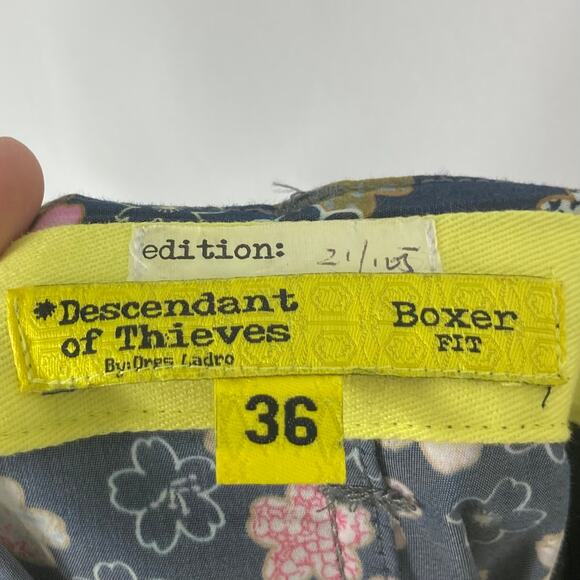 edition: 21/105
*Descendant
of Thieves
By: Dres Ladro
Boxer
FIT
36